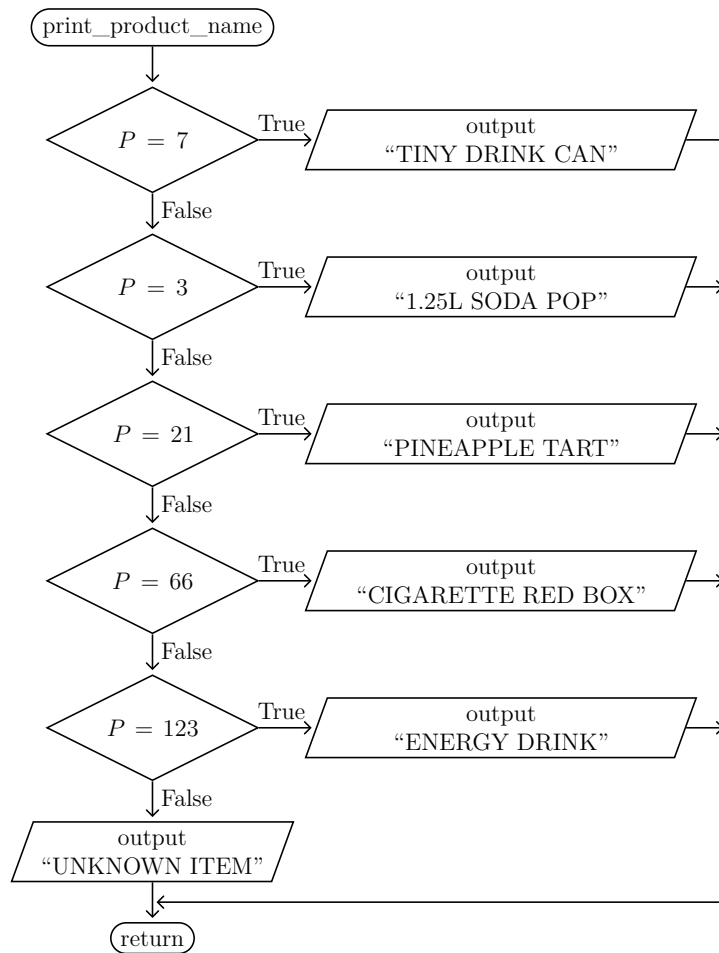 print_product_name
P = 7
True
output
“TINY DRINK CAN”
False
P = 3
True
output
“1.25L SODA POP”
False
P = 21
True
output
“PINEAPPLE TART”
False
P = 66
True
output
“CIGARETTE RED BOX”
False
P = 123
True
output
“ENERGY DRINK”
False
output
“UNKNOWN ITEM”
return